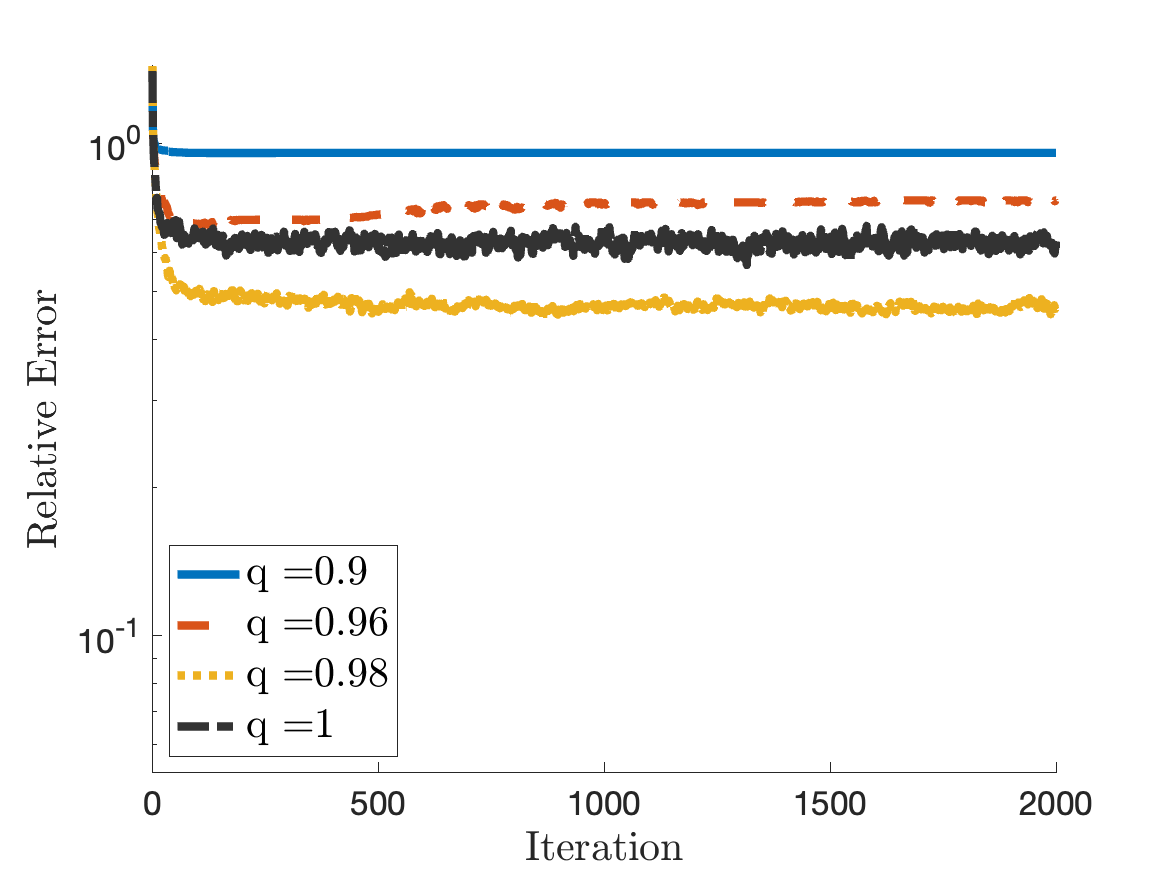 10^0
10^-1
Relative Error
q =0.9
q =0.96
q =0.98
q =1
0 500 1000 1500 2000
Iteration